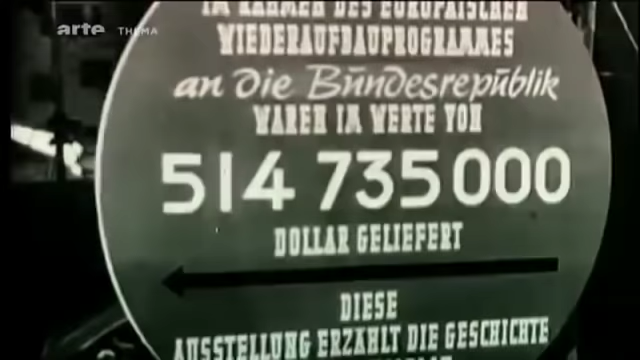 arte THEMA
IM RAHMEN DES EUROPÄISCHEN
WIEDERAUFBAUPROGRAMMES
an die Bundesrepublik
WAREN IM WERTE VON
514 735 000
DOLLAR GELIEFERT
DIESE
AUSSTELLUNG ERZÄHLT DIE GESCHICHTE